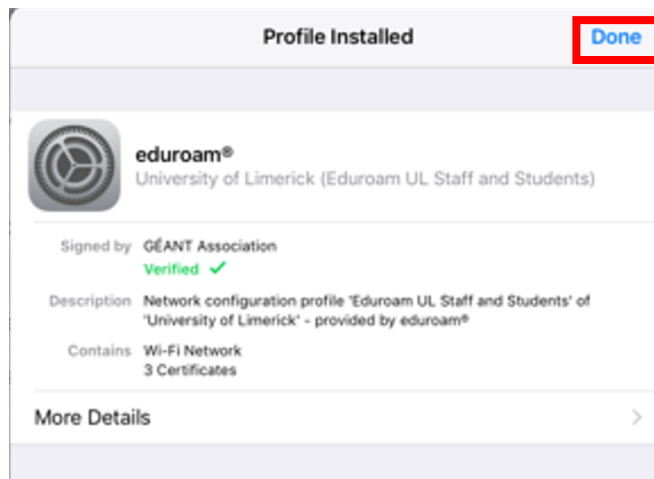 Profile Installed Done
eduroam®
University of Limerick (Eduroam UL Staff and Students)
Signed by GÉANT Association
Verified ✓
Description Network configuration profile 'Eduroam UL Staff and Students' of
'University of Limerick' - provided by eduroam®
Contains Wi-Fi Network
3 Certificates
More Details